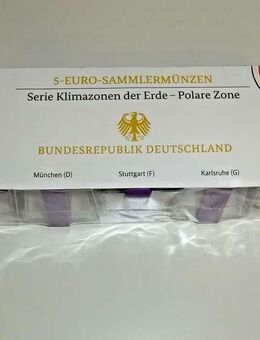 5-EURO-SAMMLERMÜNZEN
Serie Klimazonen der Erde – Polare Zone
BUNDESREPUBLIK DEUTSCHLAND
München (D) Stuttgart (F) Karlsruhe (G)